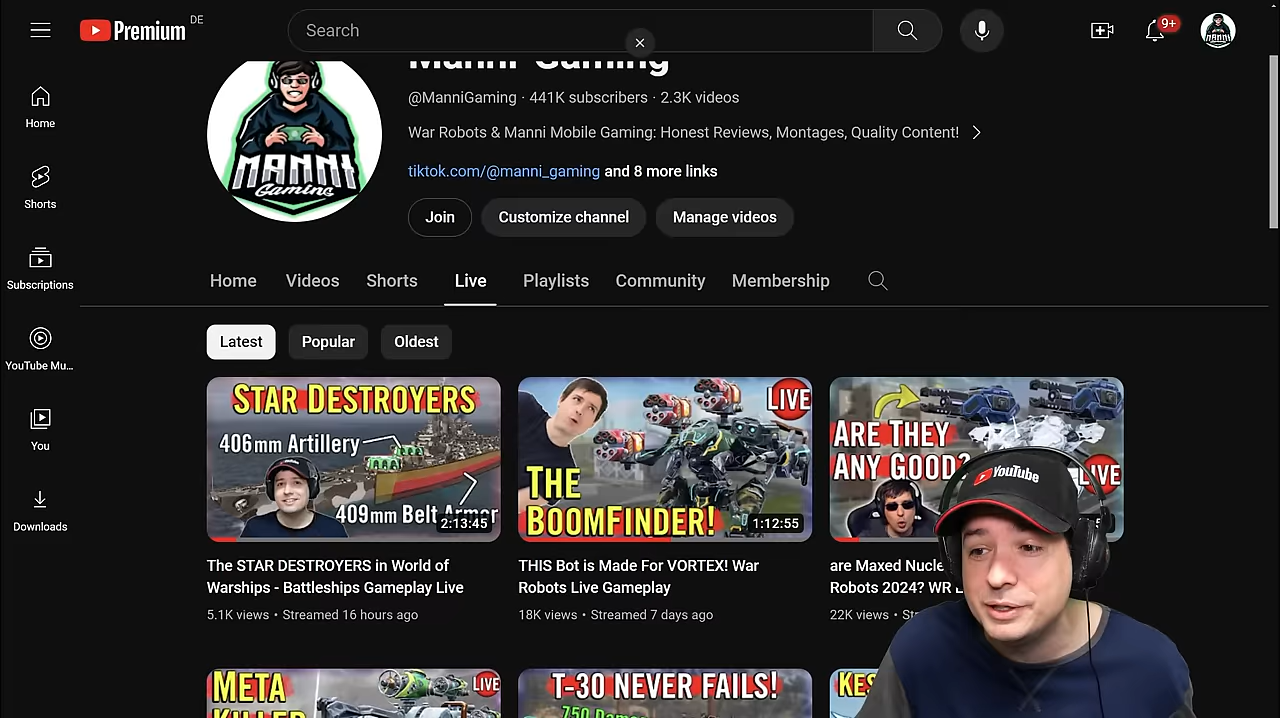 Premium DE
Search
9+
Manni-Gaming
@ManniGaming · 441K subscribers · 2.3K videos
War Robots & Manni Mobile Gaming: Honest Reviews, Montages, Quality Content!
MANNI
Gaming
tiktok.com/@manni_gaming and 8 more links
Join
Customize channel
Manage videos
Home
Shorts
Subscriptions
YouTube Mu...
You
Downloads
Home
Videos
Shorts
Live
Playlists
Community
Membership
Latest
Popular
Oldest
STAR DESTROYERS
406mm Artillery
409mm Belt Armor
2:13:45
LIVE
THE
BOOMFINDER!
1:12:55
ARE THEY
ANY GOOD?
LIVE
YouTube
The STAR DESTROYERS in World of
Warships - Battleships Gameplay Live
5.1K views · Streamed 16 hours ago
THIS Bot is Made For VORTEX! War
Robots Live Gameplay
18K views · Streamed 7 days ago
are Maxed
Robots 2024? WR
22K views ·
META
KILLER
LIVE
T-30 NEVER FAILS!
750